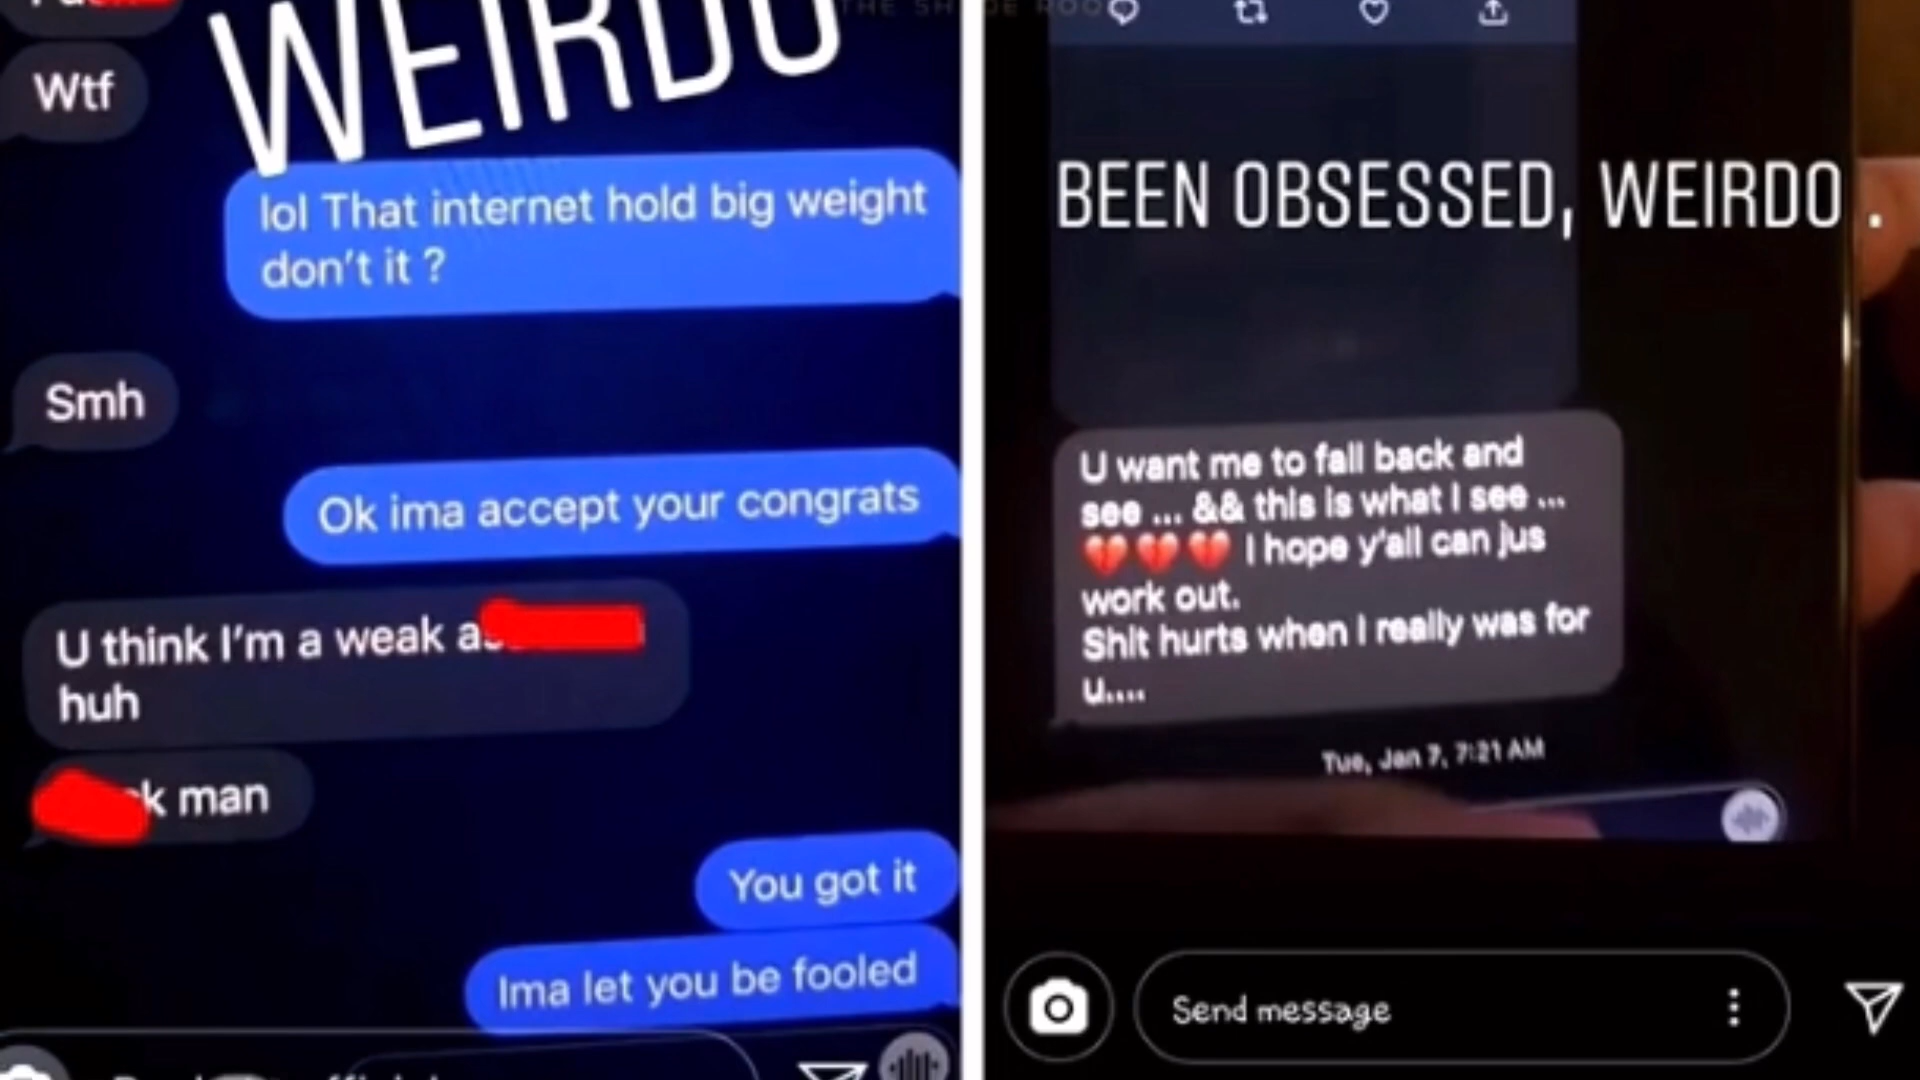 WEIRDO
Wtf
lol That internet hold big weight
don't it ?
Smh
Ok ima accept your congrats
U think I'm a weak
huh
man
You got it
Ima let you be fooled
BEEN OBSESSED, WEIRDO .
U want me to fall back and
see ... && this is what I see ...
💔💔💔 I hope y'all can jus
work out.
Shit hurts when I really was for
u....
Tue, Jan 7, 7:21 AM
Send message